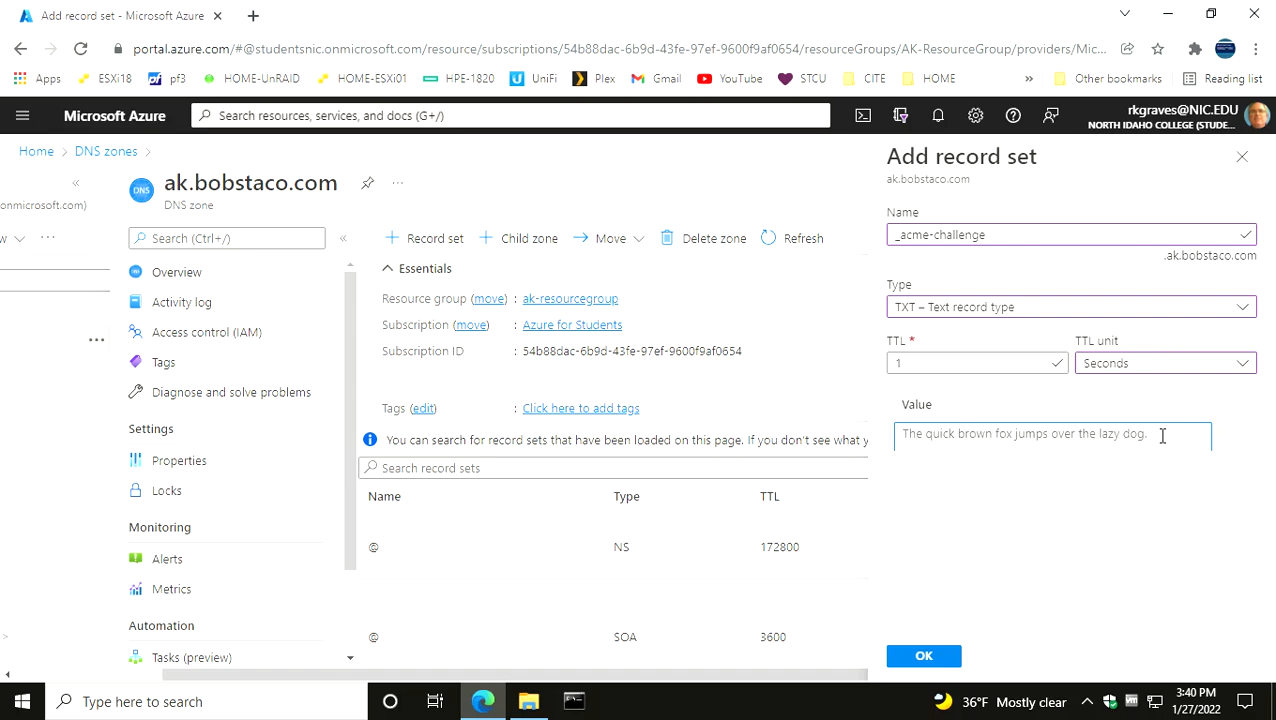 Add record set - Microsoft Azure
portal.azure.com/#@studentsnic.onmicrosoft.com/resource/subscriptions/54b88dac-6b9d-43fe-97ef-9600f9af0654/resourceGroups/AK-ResourceGroup/providers/Mic...
Apps ESXi18 pf3 HOME-UnRAID HOME-ESXi01 HPE-1820 UniFi Plex Gmail YouTube STCU CITE HOME » Other bookmarks Reading list
Microsoft Azure Search resources, services, and docs (G+/) rkgraves@NIC.EDU
NORTH IDAHO COLLEGE (STUDE...
Home > DNS zones >
onmicrosoft.com)
w
ak.bobstaco.com
DNS zone
DNS
Search (Ctrl+/)
Overview
Activity log
Access control (IAM)
Tags
Diagnose and solve problems
Settings
Properties
Locks
Monitoring
Alerts
Metrics
Automation
Tasks (preview)
Record set Child zone Move Delete zone Refresh
Essentials
Resource group (move) : ak-resourcegroup
Subscription (move) : Azure for Students
Subscription ID : 54b88dac-6b9d-43fe-97ef-9600f9af0654
Tags (edit) : Click here to add tags
You can search for record sets that have been loaded on this page. If you don't see what y
Search record sets
Name Type TTL
@ NS 172800
@ SOA 3600
Add record set
ak.bobstaco.com
Name
_acme-challenge
.ak.bobstaco.com
Type
TXT – Text record type
TTL * TTL unit
1 Seconds
Value
The quick brown fox jumps over the lazy dog.
OK
Type here to search 36°F Mostly clear 3:40 PM
1/27/2022